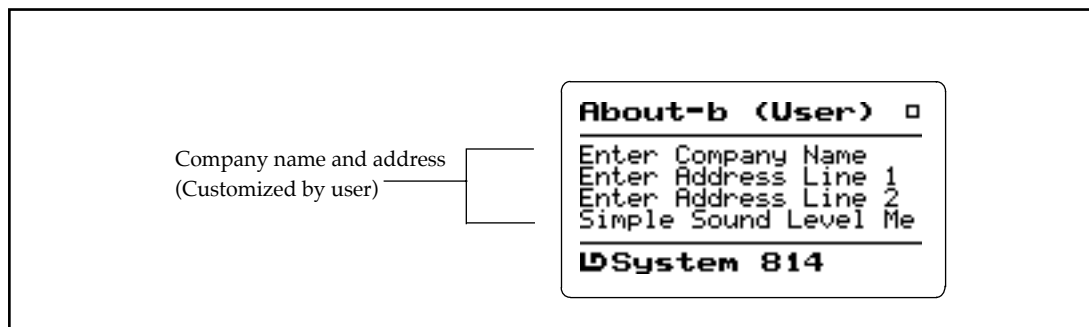 Company name and address
(Customized by user)
About-b (User)
Enter Company Name
Enter Address Line 1
Enter Address Line 2
Simple Sound Level Me
LD System 814